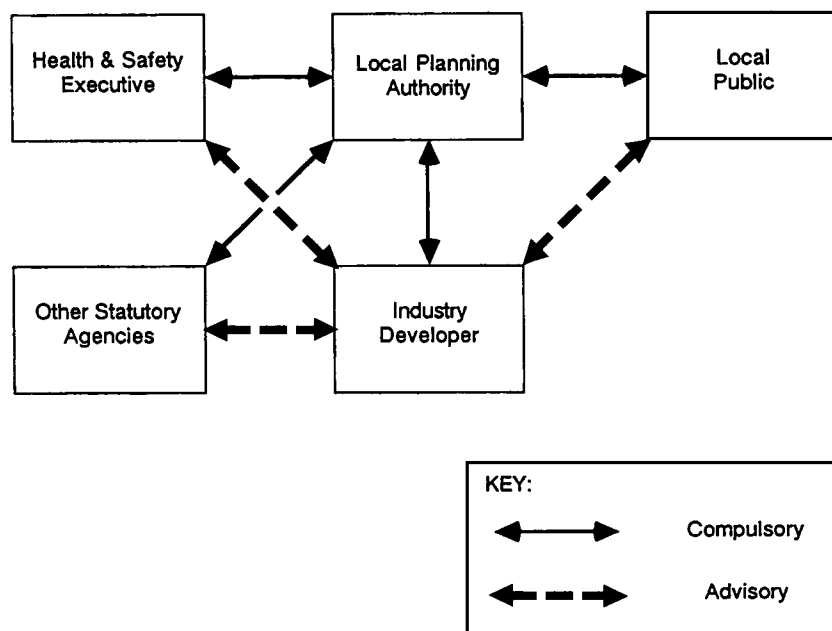 Health & Safety
Executive
Local Planning
Authority
Local
Public
Other Statutory
Agencies
Industry
Developer
KEY:
Compulsory
Advisory